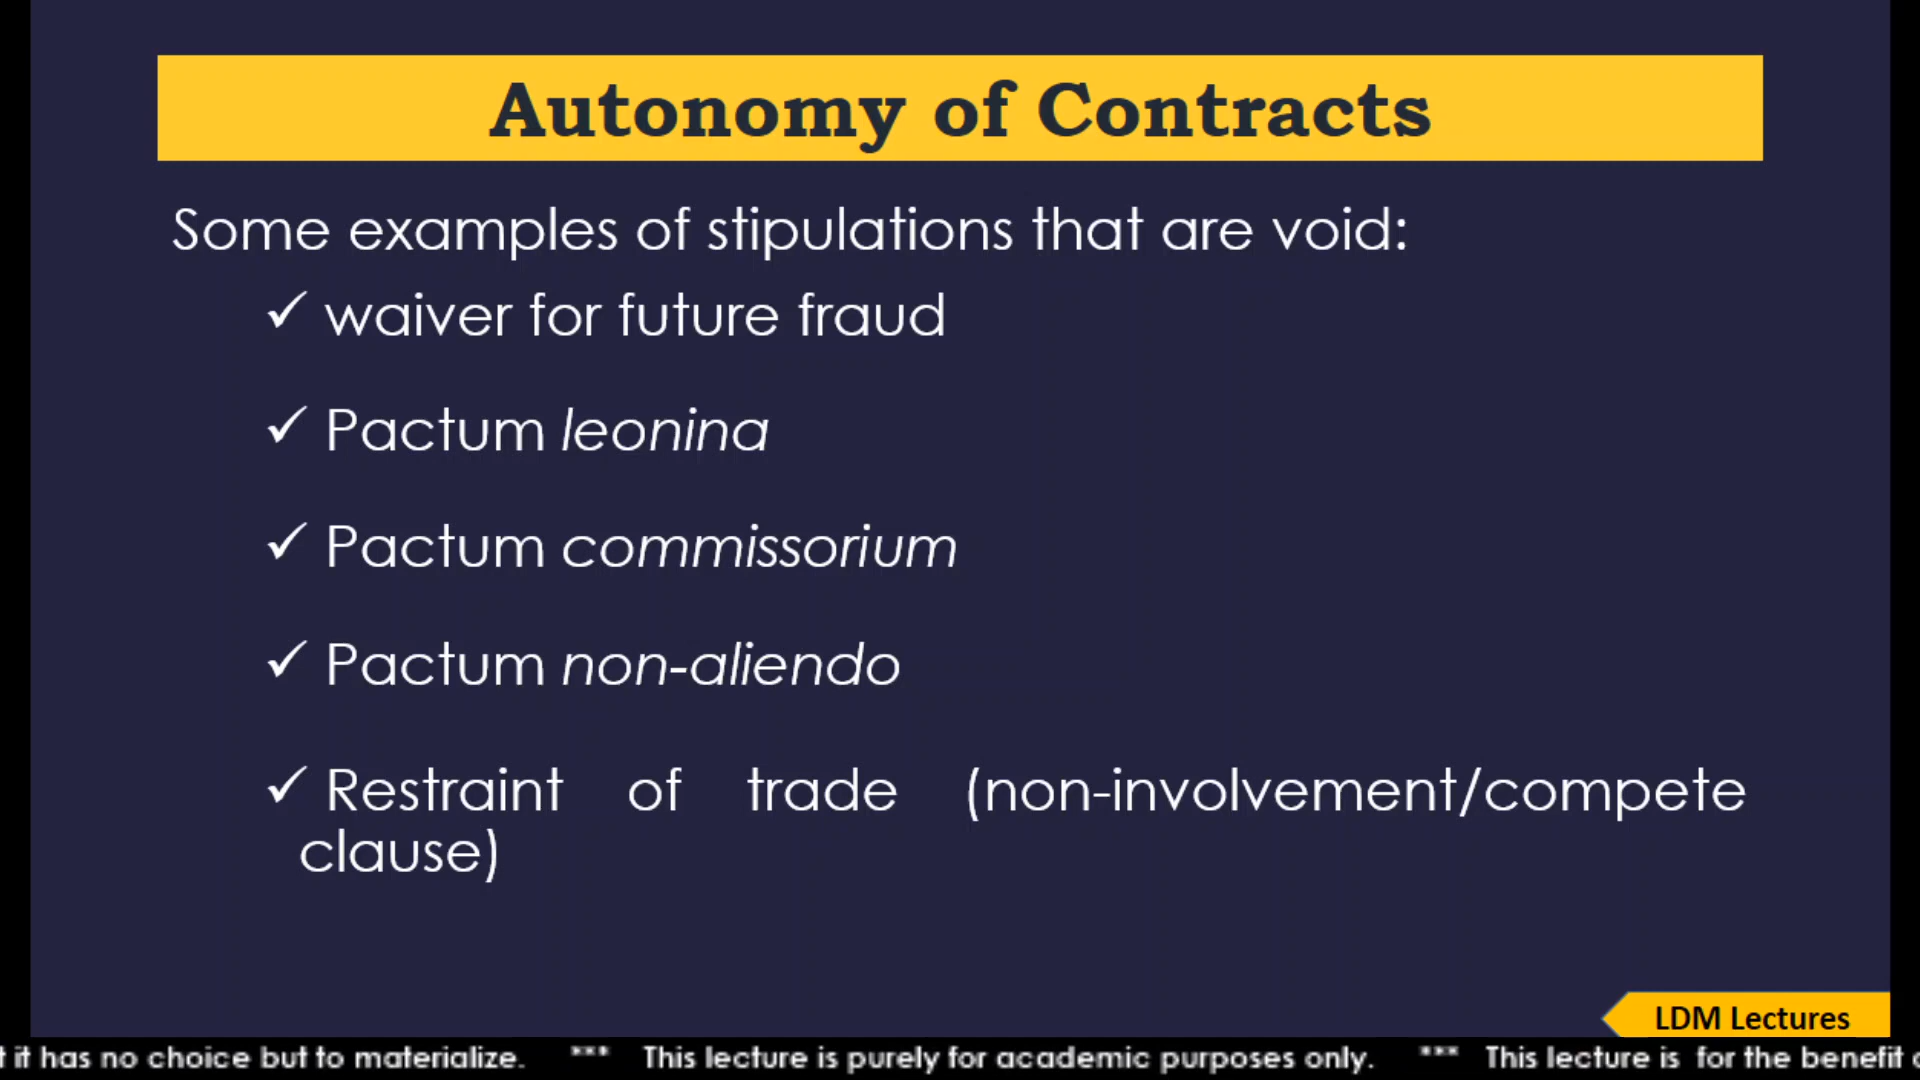 Autonomy of Contracts
Some examples of stipulations that are void:
✓ waiver for future fraud
✓ Pactum leonina
✓ Pactum commissorium
✓ Pactum non-aliendo
✓ Restraint of trade (non-involvement/compete
clause)
LDM Lectures
it has no choice but to materialize. *** This lecture is purely for academic purposes only. *** This lecture is for the benefit